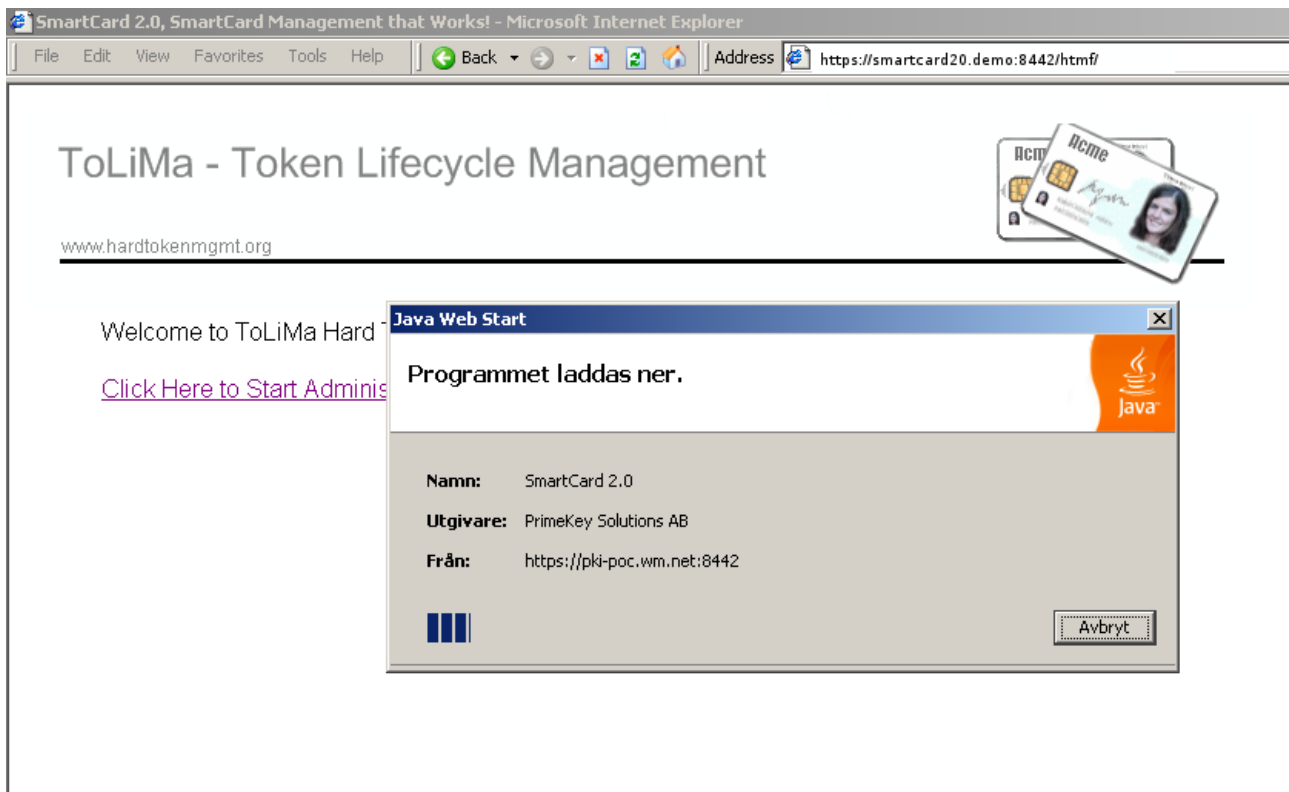 SmartCard 2.0, SmartCard Management that Works! - Microsoft Internet Explorer
File Edit View Favorites Tools Help Back Address https://smartcard20.demo:8442/htmf/
ToLiMa - Token Lifecycle Management
Acme
www.hardtokenmgmt.org
Welcome to ToLiMa Hard
Click Here to Start Adminis
Java Web Start
Programmet laddas ner.
Java
Namn: SmartCard 2.0
Utgivare: PrimeKey Solutions AB
Från: https://pki-poc.wm.net:8442
Avbryt